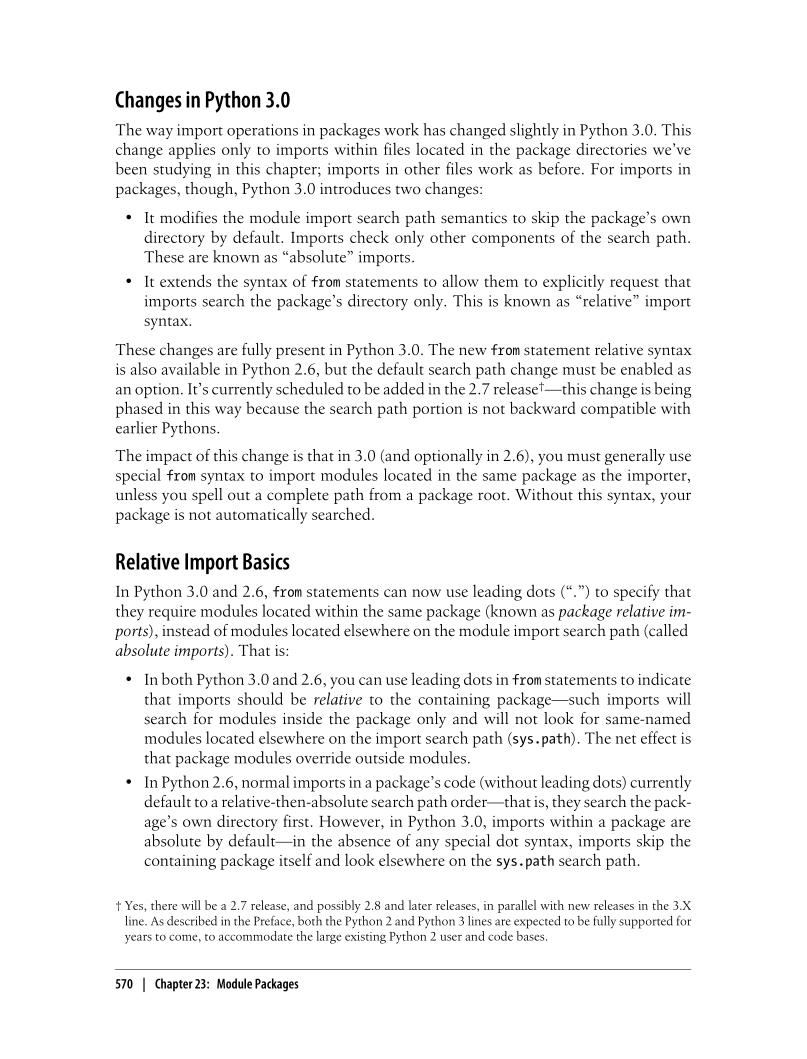 Changes in Python 3.0
The way import operations in packages work has changed slightly in Python 3.0. This
change applies only to imports within files located in the package directories we’ve
been studying in this chapter; imports in other files work as before. For imports in
packages, though, Python 3.0 introduces two changes:
• It modifies the module import search path semantics to skip the package’s own
directory by default. Imports check only other components of the search path.
These are known as “absolute” imports.
• It extends the syntax of from statements to allow them to explicitly request that
imports search the package’s directory only. This is known as “relative” import
syntax.
These changes are fully present in Python 3.0. The new from statement relative syntax
is also available in Python 2.6, but the default search path change must be enabled as
an option. It’s currently scheduled to be added in the 2.7 release†—this change is being
phased in this way because the search path portion is not backward compatible with
earlier Pythons.
The impact of this change is that in 3.0 (and optionally in 2.6), you must generally use
special from syntax to import modules located in the same package as the importer,
unless you spell out a complete path from a package root. Without this syntax, your
package is not automatically searched.
Relative Import Basics
In Python 3.0 and 2.6, from statements can now use leading dots (“.”) to specify that
they require modules located within the same package (known as package relative im-
ports), instead of modules located elsewhere on the module import search path (called
absolute imports). That is:
• In both Python 3.0 and 2.6, you can use leading dots in from statements to indicate
that imports should be relative to the containing package—such imports will
search for modules inside the package only and will not look for same-named
modules located elsewhere on the import search path (sys.path). The net effect is
that package modules override outside modules.
• In Python 2.6, normal imports in a package’s code (without leading dots) currently
default to a relative-then-absolute search path order—that is, they search the pack-
age’s own directory first. However, in Python 3.0, imports within a package are
absolute by default—in the absence of any special dot syntax, imports skip the
containing package itself and look elsewhere on the sys.path search path.
† Yes, there will be a 2.7 release, and possibly 2.8 and later releases, in parallel with new releases in the 3.X
line. As described in the Preface, both the Python 2 and Python 3 lines are expected to be fully supported for
years to come, to accommodate the large existing Python 2 user and code bases.
570 | Chapter 23: Module Packages